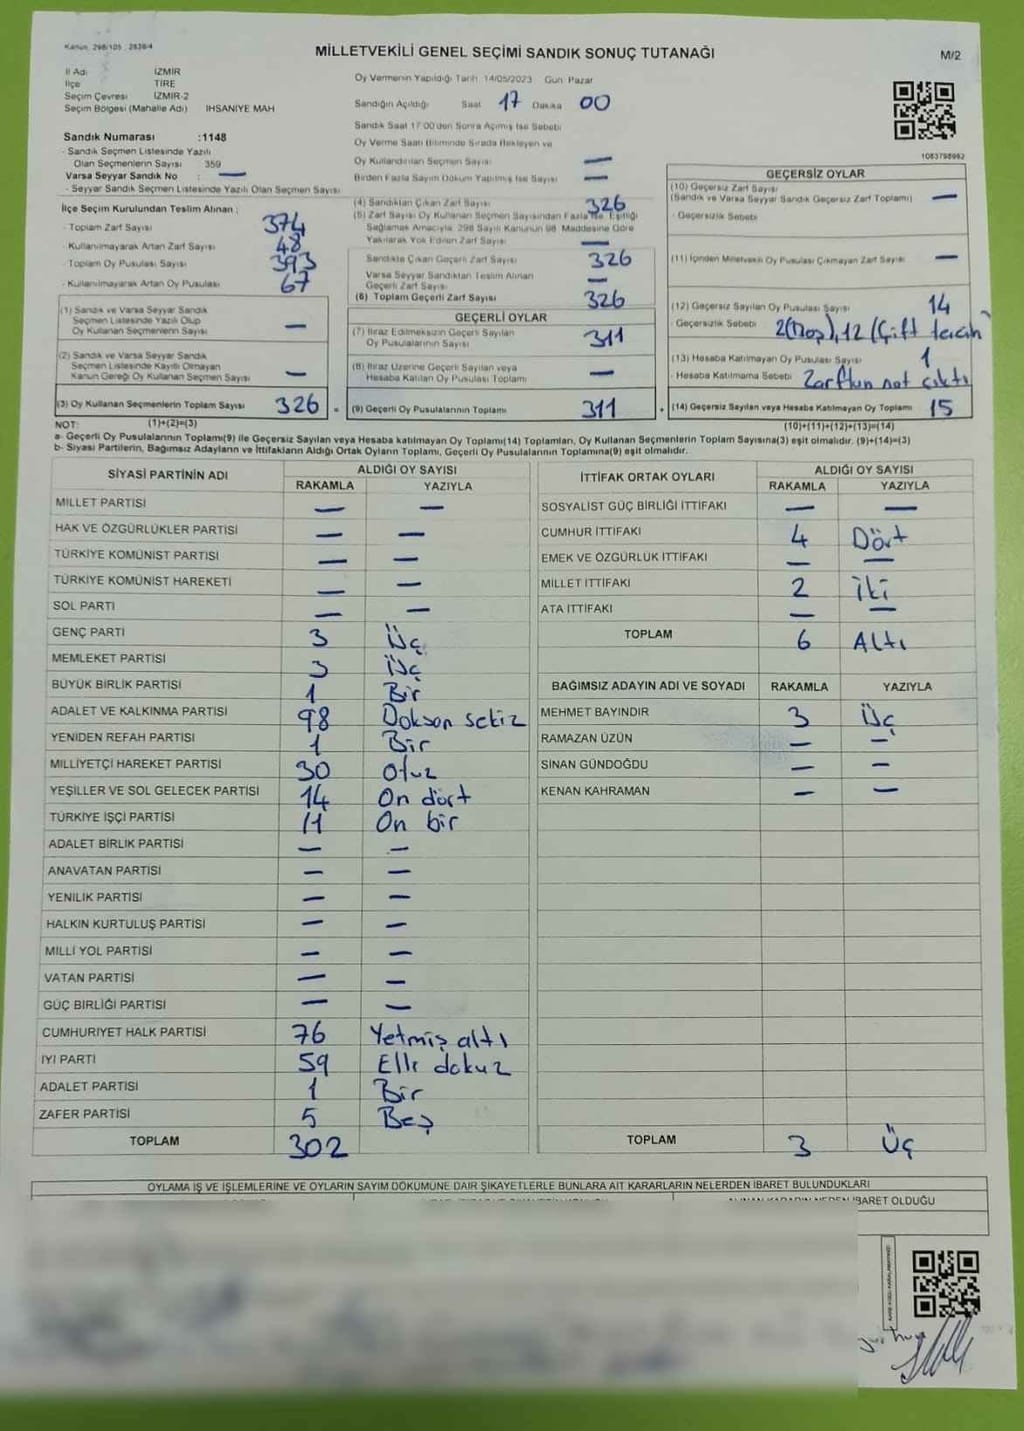 Kanun: 298/105 ; 2839/4
MİLLETVEKİLİ GENEL SEÇİMİ SANDIK SONUÇ TUTANAĞI
M/2
İl Adı İZMİR
İlçe TİRE
Seçim Çevresi İZMİR-2
Seçim Bölgesi (Mahalle Adı) İHSANİYE MAH
Sandık Numarası :1148
- Sandık Seçmen Listesinde Yazılı
Olan Seçmenlerin Sayısı 359
Varsa Seyyar Sandık No : —
- Seyyar Sandık Seçmen Listesinde Yazılı Olan Seçmen Sayısı
İlçe Seçim Kurulundan Teslim Alınan :
- Toplam Zarf Sayısı 374
- Kullanılmayarak Artan Zarf Sayısı 48
- Toplam Oy Pusulası Sayısı 393
- Kullanılmayarak Artan Oy Pusulası 67
(1) Sandık ve Varsa Seyyar Sandık
Seçmen Listesinde Yazılı Olup
Oy Kullanan Seçmenlerin Sayısı —
(2) Sandık ve Varsa Seyyar Sandık
Seçmen Listesinde Kayıtlı Olmayan
Kanun Gereği Oy Kullanan Seçmen Sayısı —
(3) Oy Kullanan Seçmenlerin Toplam Sayısı 326 =
(1)+(2)=(3)
Oy Vermenin Yapıldığı Tarih: 14/05/2023 Gün: Pazar
Sandığın Açıldığı Saat 17 Dakika 00
Sandık Saat 17:00'den Sonra Açılmış İse Sebebi
Oy Verme Saati Bitiminde Sırada Bekleyen ve
Oy Kullandırılan Seçmen Sayısı —
Birden Fazla Sayım Döküm Yapılmış İse Sayısı —
(4) Sandıktan Çıkan Zarf Sayısı 326
(5) Zarf Sayısı Oy Kullanan Seçmen Sayısından Fazla İse, Eşitliği
Sağlamak Amacıyla 298 Sayılı Kanunun 98. Maddesine Göre
Yakılarak Yok Edilen Zarf Sayısı —
Sandıkta Çıkan Geçerli Zarf Sayısı 326
Varsa Seyyar Sandıktan Teslim Alınan
Geçerli Zarf Sayısı —
(6) Toplam Geçerli Zarf Sayısı 326
GEÇERLİ OYLAR
(7) İtiraz Edilmeksizin Geçerli Sayılan
Oy Pusulalarının Sayısı 311
(8) İtiraz Üzerine Geçerli Sayılan veya
Hesaba Katılan Oy Pusulası Toplamı —
(9) Geçerli Oy Pusulalarının Toplamı 311 +
1083798992
GEÇERSİZ OYLAR
(10) Geçersiz Zarf Sayısı
(Sandık ve Varsa Seyyar Sandık Geçersiz Zarf Toplamı) —
- Geçersizlik Sebebi
(11) İçinden Milletvekili Oy Pusulası Çıkmayan Zarf Sayısı —
(12) Geçersiz Sayılan Oy Pusulası Sayısı 14
- Geçersizlik Sebebi 2(Boş), 12 (Çift tercih)
(13) Hesaba Katılmayan Oy Pusulası Sayısı 1
- Hesaba Katılmama Sebebi Zarftan not çıktı
(14) Geçersiz Sayılan veya Hesaba Katılmayan Oy Toplamı 15
(10)+(11)+(12)+(13)=(14)
NOT:
a- Geçerli Oy Pusulalarının Toplamı(9) ile Geçersiz Sayılan veya Hesaba katılmayan Oy Toplamı(14) Toplamları, Oy Kullanan Seçmenlerin Toplam Sayısına(3) eşit olmalıdır. (9)+(14)=(3)
b- Siyasi Partilerin, Bağımsız Adayların ve İttifakların Aldığı Ortak Oyların Toplamı, Geçerli Oy Pusulalarının Toplamına(9) eşit olmalıdır.
SİYASİ PARTİNİN ADI ALDIĞI OY SAYISI
RAKAMLA YAZIYLA
MİLLET PARTİSİ — —
HAK VE ÖZGÜRLÜKLER PARTİSİ — —
TÜRKİYE KOMÜNİST PARTİSİ — —
TÜRKİYE KOMÜNİST HAREKETİ — —
SOL PARTİ — —
GENÇ PARTİ 3 Üç
MEMLEKET PARTİSİ 3 Üç
BÜYÜK BİRLİK PARTİSİ 1 Bir
ADALET VE KALKINMA PARTİSİ 98 Doksan sekiz
YENİDEN REFAH PARTİSİ 1 Bir
MİLLİYETÇİ HAREKET PARTİSİ 30 Otuz
YEŞİLLER VE SOL GELECEK PARTİSİ 14 On dört
TÜRKİYE İŞÇİ PARTİSİ 11 On bir
ADALET BİRLİK PARTİSİ — —
ANAVATAN PARTİSİ — —
YENİLİK PARTİSİ — —
HALKIN KURTULUŞ PARTİSİ — —
MİLLİ YOL PARTİSİ — —
VATAN PARTİSİ — —
GÜÇ BİRLİĞİ PARTİSİ — —
CUMHURİYET HALK PARTİSİ 76 Yetmiş altı
İYİ PARTİ 59 Elli dokuz
ADALET PARTİSİ 1 Bir
ZAFER PARTİSİ 5 Beş
TOPLAM 302
İTTİFAK ORTAK OYLARI ALDIĞI OY SAYISI
RAKAMLA YAZIYLA
SOSYALİST GÜÇ BİRLİĞİ İTTİFAKI — —
CUMHUR İTTİFAKI 4 Dört
EMEK VE ÖZGÜRLÜK İTTİFAKI — —
MİLLET İTTİFAKI 2 İki
ATA İTTİFAKI — —
TOPLAM 6 Altı
BAĞIMSIZ ADAYIN ADI VE SOYADI RAKAMLA YAZIYLA
MEHMET BAYINDIR 3 Üç
RAMAZAN ÜZÜN — —
SİNAN GÜNDOĞDU — —
KENAN KAHRAMAN — —
TOPLAM 3 Üç
OYLAMA İŞ VE İŞLEMLERİNE VE OYLARIN SAYIM DÖKÜMÜNE DAİR ŞİKAYETLERLE BUNLARA AİT KARARLARIN NELERDEN İBARET BULUNDUKLARI
ALINAN KARARIN NEDEN İBARET OLDUĞU